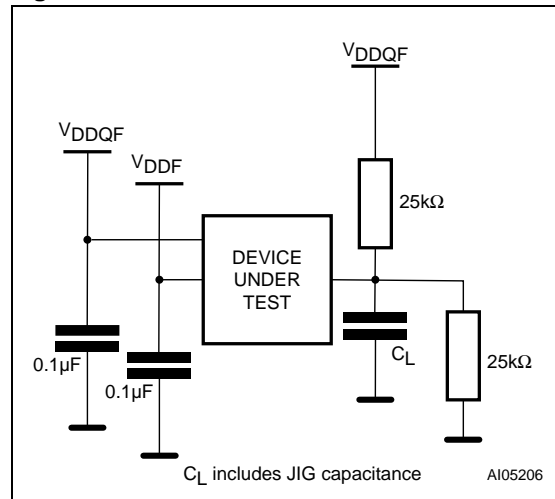 VDDQF
VDDQF
VDDF
25kΩ
DEVICE
UNDER
TEST
0.1µF
0.1µF
CL
25kΩ
CL includes JIG capacitance
AI05206